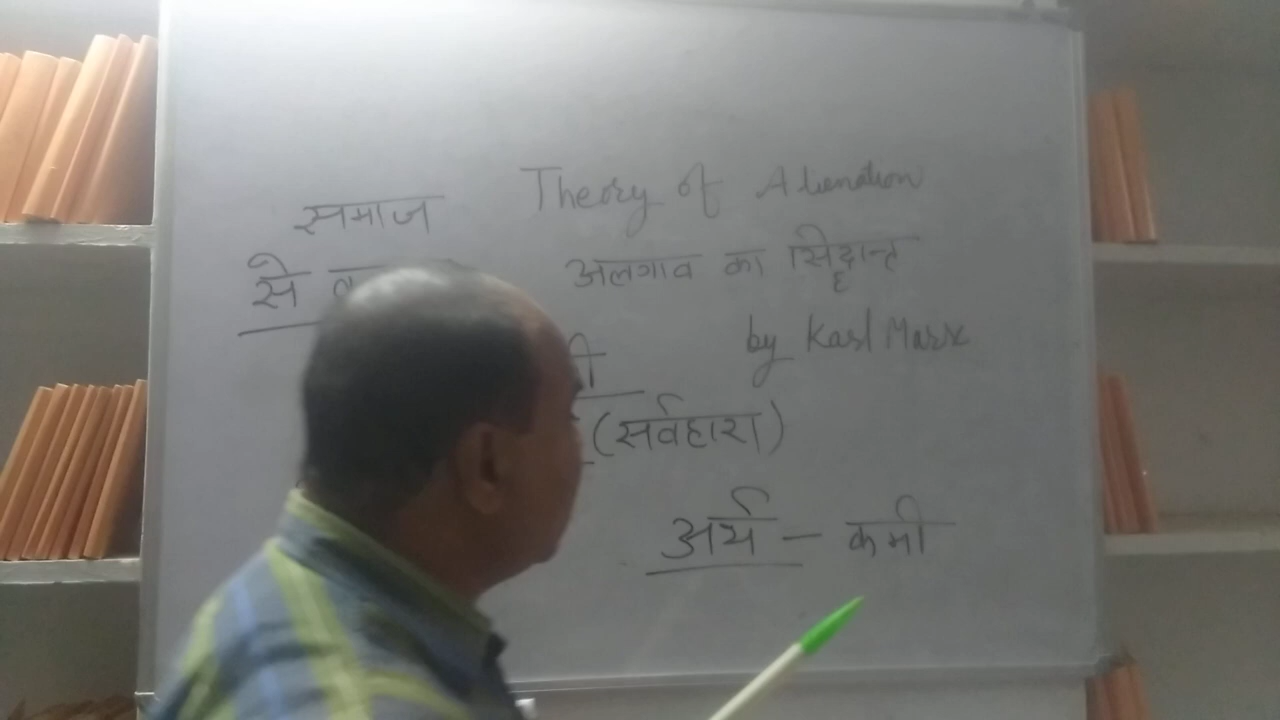 समाज
से
Theory of Alienation
अलगाव का सिद्धान्त
by Karl Marx
(सर्वहारा)
अर्थ – कमी